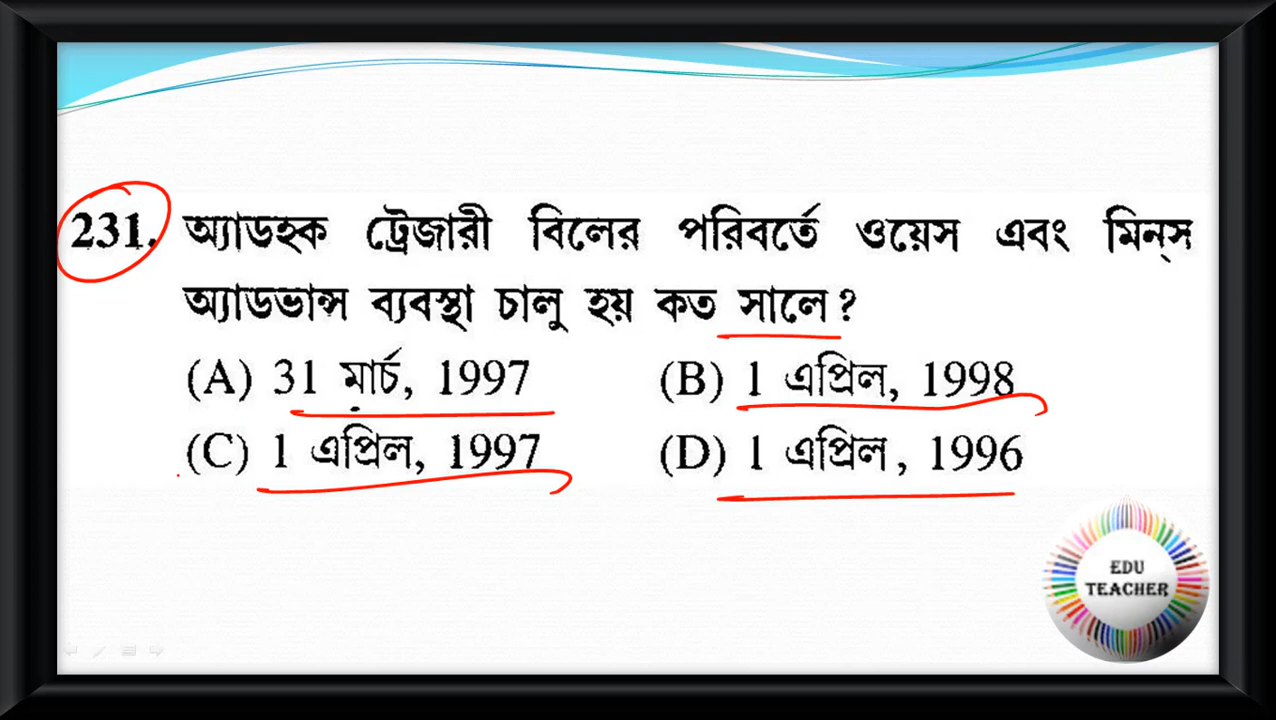 231. অ্যাডহক ট্রেজারী বিলের পরিবর্তে ওয়েস এবং মিন্‌স
অ্যাডভান্স ব্যবস্থা চালু হয় কত সালে?
(A) 31 মার্চ, 1997 (B) 1 এপ্রিল, 1998
(C) 1 এপ্রিল, 1997 (D) 1 এপ্রিল, 1996
EDU
TEACHER